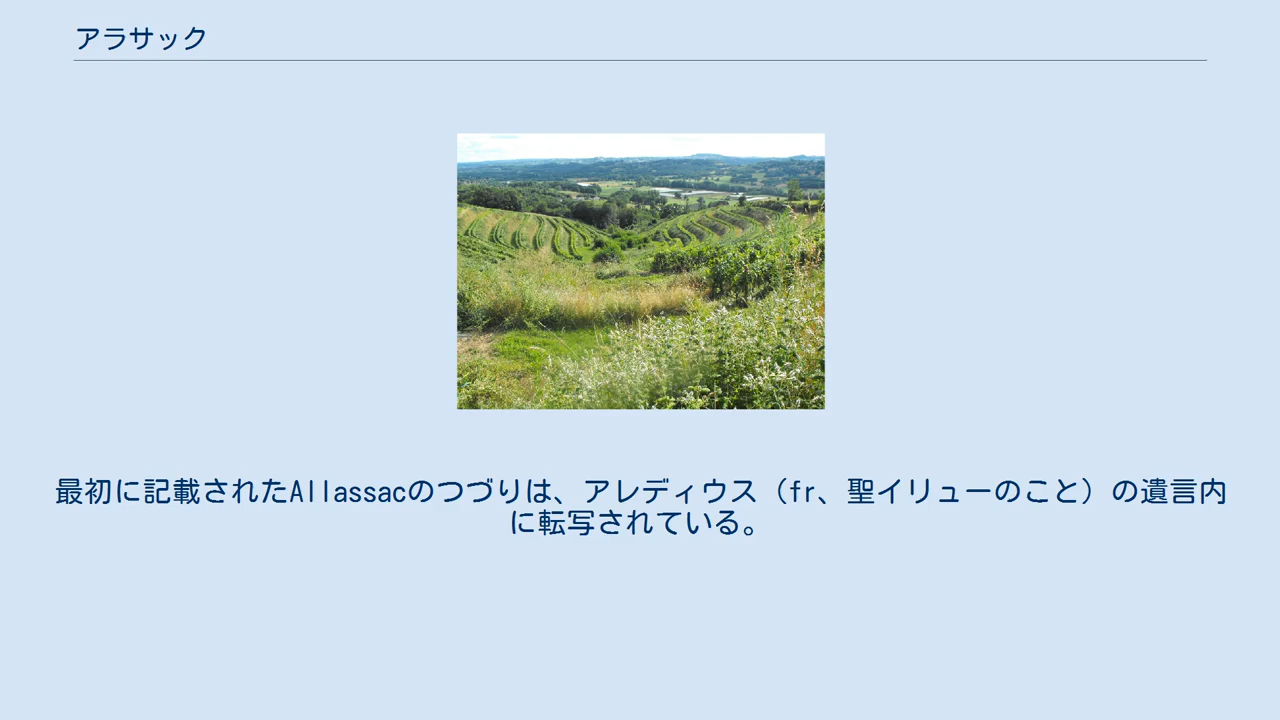 アラサック
最初に記載されたAllassacのつづりは、アレディウス（fr、聖イリューのこと）の遺言内
に転写されている。